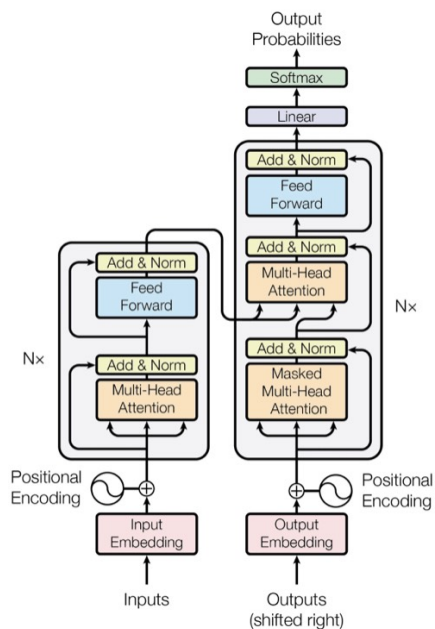 Output
Probabilities
Softmax
Linear
Add & Norm
Feed
Forward
Add & Norm
Multi-Head
Attention
Add & Norm
Masked
Multi-Head
Attention
N×
Positional
Encoding
Output
Embedding
Outputs
(shifted right)
Add & Norm
Feed
Forward
Add & Norm
Multi-Head
Attention
N×
Positional
Encoding
Input
Embedding
Inputs